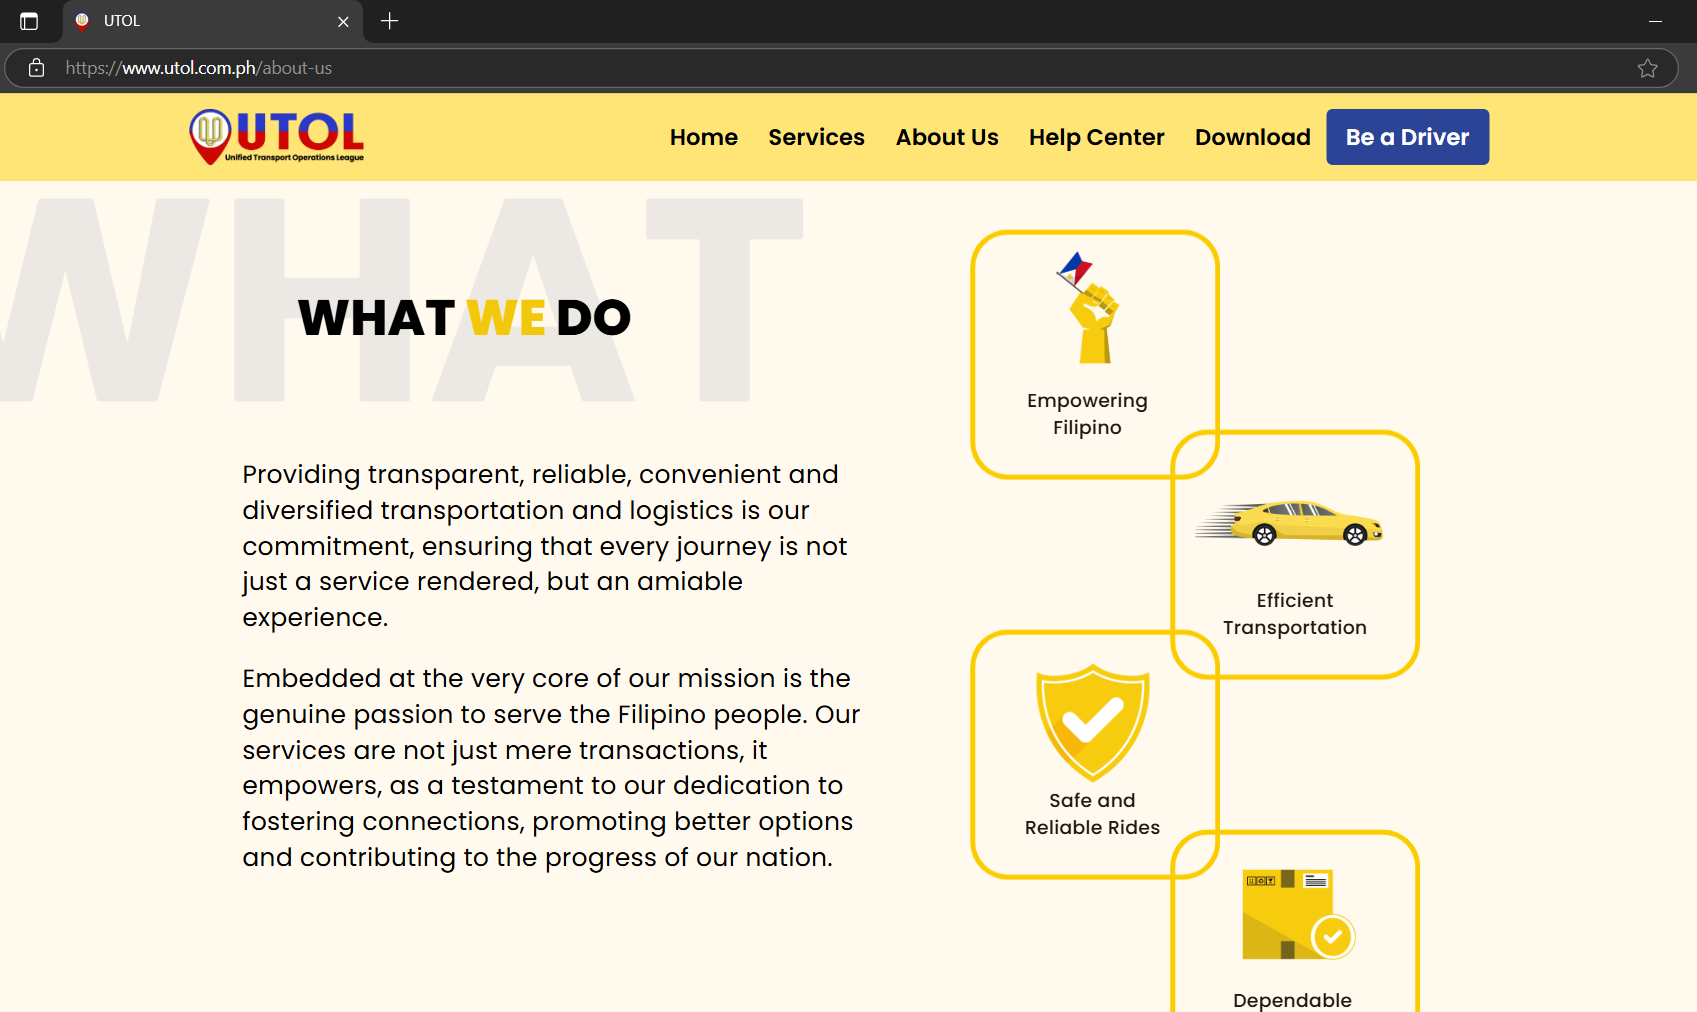 UTOL
https://www.utol.com.ph/about-us
UTOL
Unified Transport Operations League
Home Services About Us Help Center Download Be a Driver
WHAT
WHAT WE DO
Providing transparent, reliable, convenient and
diversified transportation and logistics is our
commitment, ensuring that every journey is not
just a service rendered, but an amiable
experience.
Embedded at the very core of our mission is the
genuine passion to serve the Filipino people. Our
services are not just mere transactions, it
empowers, as a testament to our dedication to
fostering connections, promoting better options
and contributing to the progress of our nation.
Empowering
Filipino
Efficient
Transportation
Safe and
Reliable Rides
Dependable